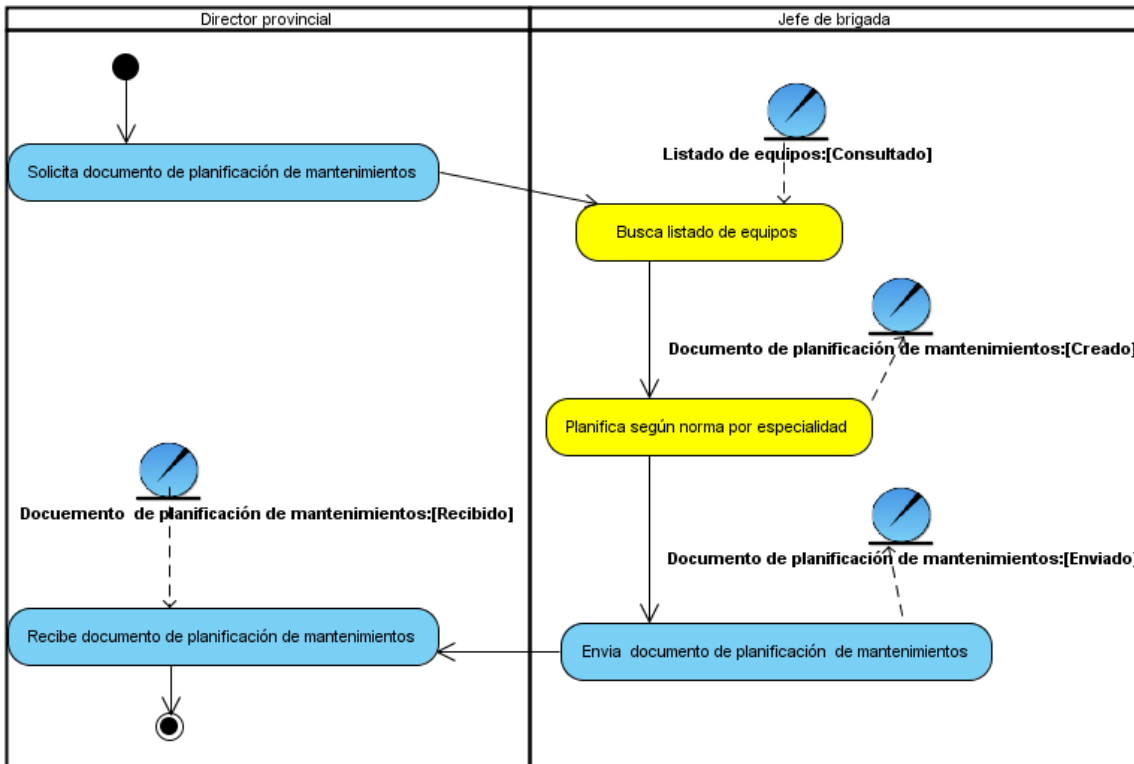 Director provincial
Jefe de brigada
Listado de equipos:[Consultado]
Solicita documento de planificación de mantenimientos
Busca listado de equipos
Documento de planificación de mantenimientos:[Creado]
Planifica según norma por especialidad
Docuemento  de planificación de mantenimientos:[Recibido]
Documento de planificación de mantenimientos:[Enviado]
Recibe documento de planificación de mantenimientos
Envia  documento de planificación  de mantenimientos